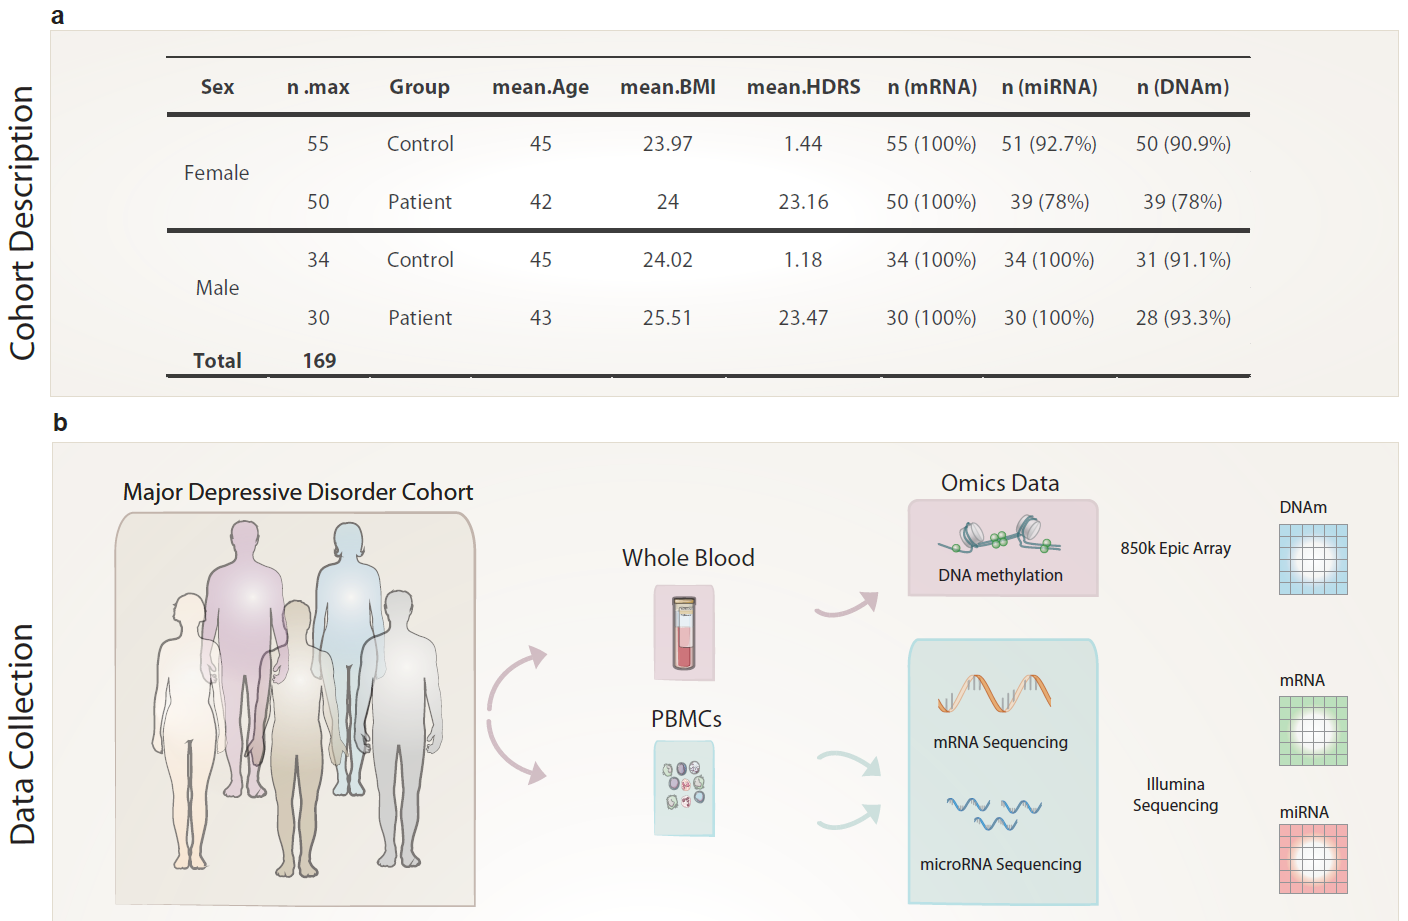 a
Cohort Description
Sex n .max Group mean.Age mean.BMI mean.HDRS n (mRNA) n (miRNA) n (DNAm)
Female
55 Control 45 23.97 1.44 55 (100%) 51 (92.7%) 50 (90.9%)
50 Patient 42 24 23.16 50 (100%) 39 (78%) 39 (78%)
Male
34 Control 45 24.02 1.18 34 (100%) 34 (100%) 31 (91.1%)
30 Patient 43 25.51 23.47 30 (100%) 30 (100%) 28 (93.3%)
Total 169
b
Data Collection
Major Depressive Disorder Cohort
Whole Blood
PBMCs
Omics Data
DNA methylation
850k Epic Array
DNAm
mRNA Sequencing
microRNA Sequencing
Illumina
Sequencing
mRNA
miRNA